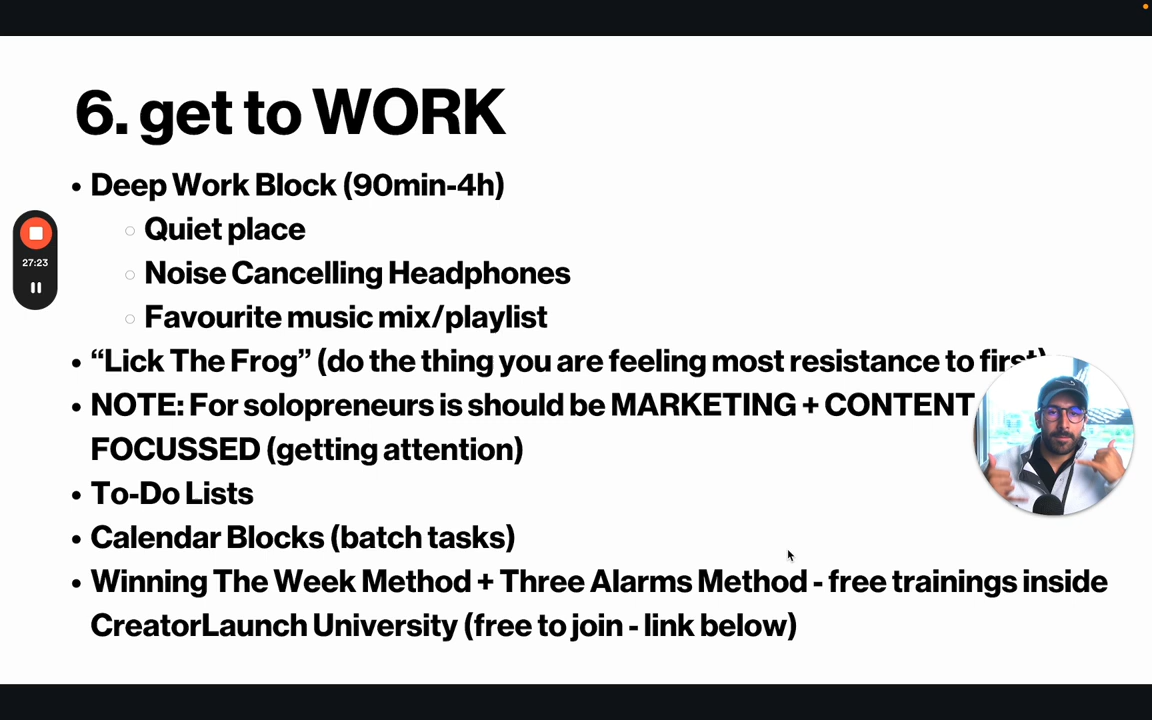 6. get to WORK
• Deep Work Block (90min-4h)
○ Quiet place
○ Noise Cancelling Headphones
○ Favourite music mix/playlist
• “Lick The Frog” (do the thing you are feeling most resistance to first)
• NOTE: For solopreneurs is should be MARKETING + CONTENT
FOCUSSED (getting attention)
• To-Do Lists
• Calendar Blocks (batch tasks)
• Winning The Week Method + Three Alarms Method - free trainings inside
CreatorLaunch University (free to join - link below)
27:23